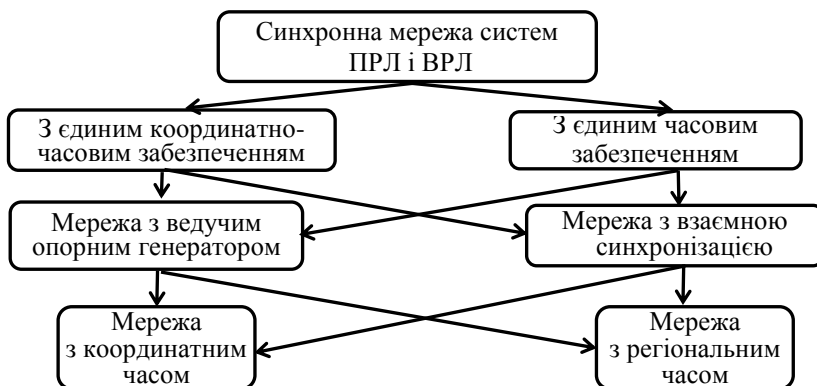 Синхронна мережа систем
ПРЛ і ВРЛ
З єдиним координатно-
часовим забезпеченням
З єдиним часовим
забезпеченням
Мережа з ведучим
опорним генератором
Мережа з взаємною
синхронізацією
Мережа
з координатним
часом
Мережа
з регіональним
часом